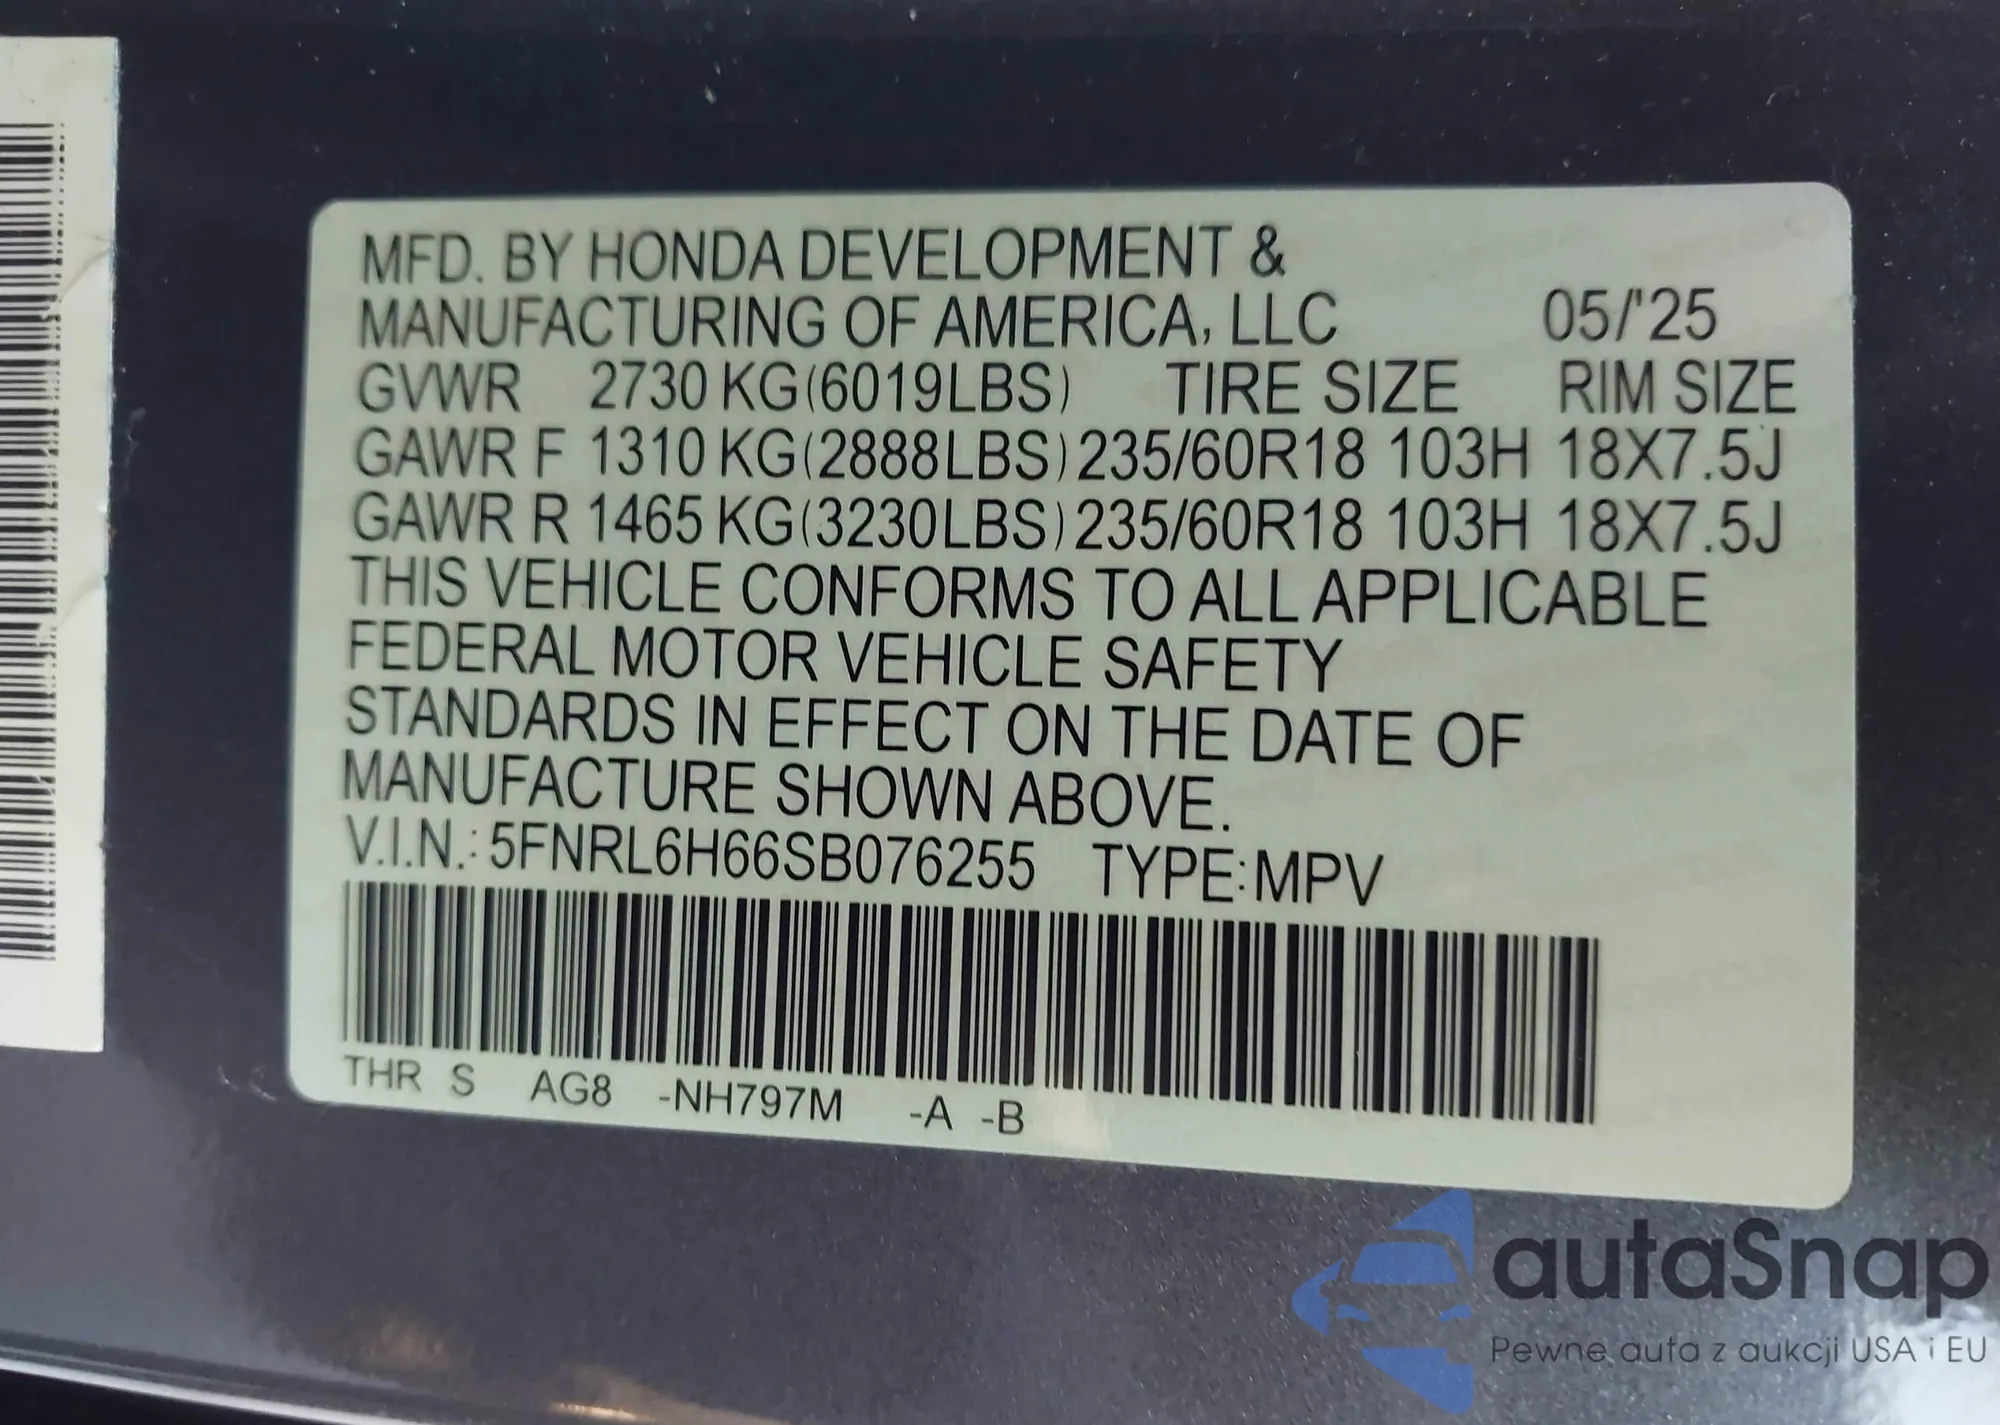 MFD. BY HONDA DEVELOPMENT &
MANUFACTURING OF AMERICA, LLC 05/'25
GVWR 2730 KG(6019LBS) TIRE SIZE RIM SIZE
GAWR F 1310 KG(2888LBS) 235/60R18 103H 18X7.5J
GAWR R 1465 KG(3230LBS) 235/60R18 103H 18X7.5J
THIS VEHICLE CONFORMS TO ALL APPLICABLE
FEDERAL MOTOR VEHICLE SAFETY
STANDARDS IN EFFECT ON THE DATE OF
MANUFACTURE SHOWN ABOVE.
V.I.N.: 5FNRL6H66SB076255 TYPE:MPV
THR S AG8 -NH797M -A -B
autaSnap
Pewne auta z aukcji USA i EU